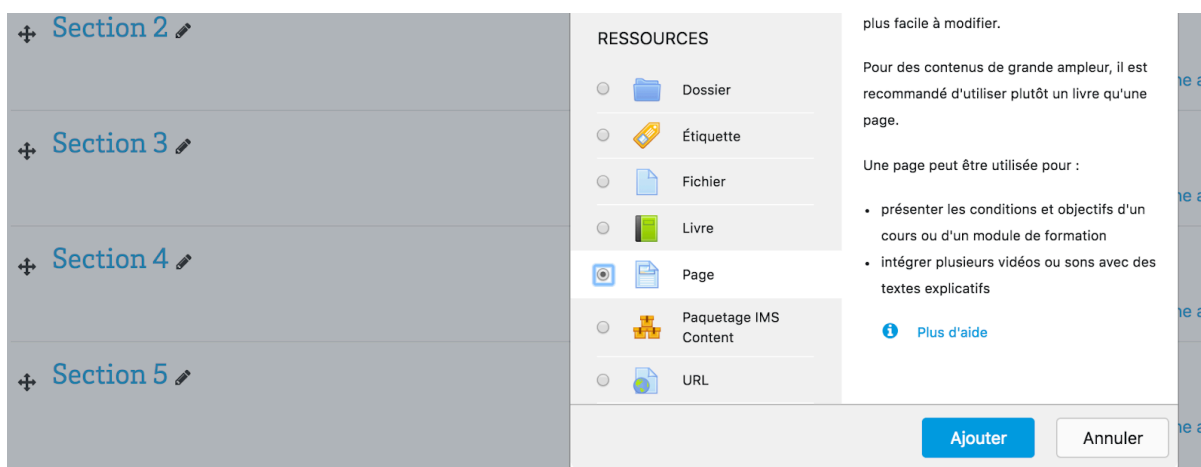 Section 2
Section 3
Section 4
Section 5
RESSOURCES
Dossier
Étiquette
Fichier
Livre
Page
Paquetage IMS
Content
URL
plus facile à modifier.
Pour des contenus de grande ampleur, il est
recommandé d'utiliser plutôt un livre qu'une
page.
Une page peut être utilisée pour :
• présenter les conditions et objectifs d'un
cours ou d'un module de formation
• intégrer plusieurs vidéos ou sons avec des
textes explicatifs
Plus d'aide
Ajouter
Annuler